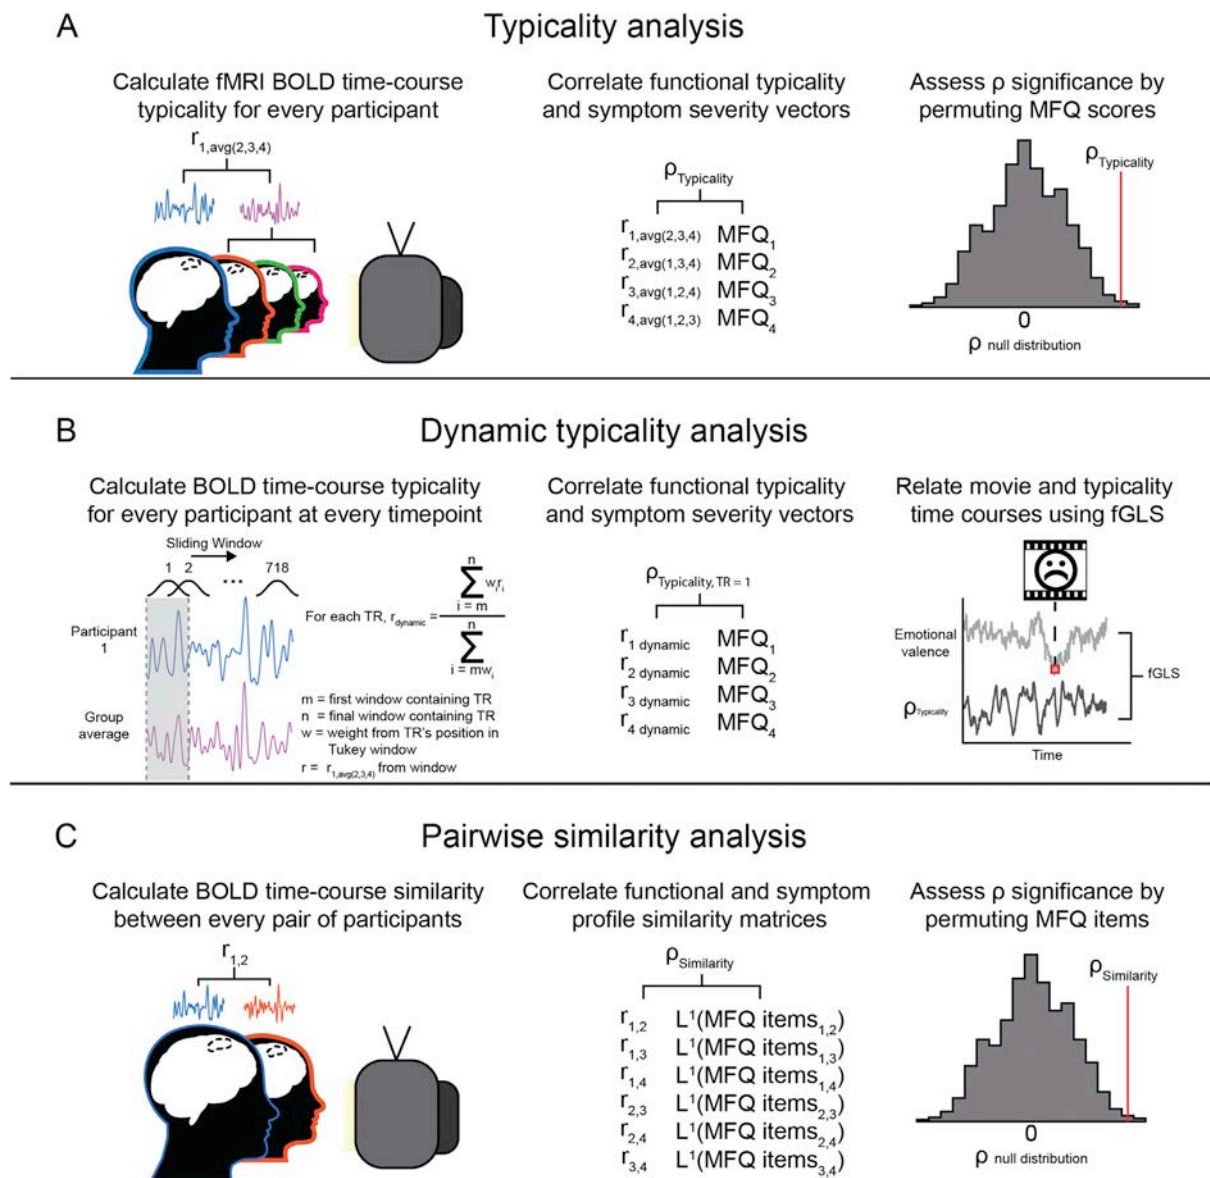 A
Typicality analysis
Calculate fMRI BOLD time-course
typicality for every participant
r1,avg(2,3,4)
Correlate functional typicality
and symptom severity vectors
ρTypicality
r1,avg(2,3,4) MFQ1
r2,avg(1,3,4) MFQ2
r3,avg(1,2,4) MFQ3
r4,avg(1,2,3) MFQ4
Assess ρ significance by
permuting MFQ scores
ρTypicality
0
ρ null distribution
B
Dynamic typicality analysis
Calculate BOLD time-course typicality
for every participant at every timepoint
Sliding Window
1 2 ... 718
Participant
1
Group
average
For each TR, rdynamic =
n
∑ wiri
i = m
n
∑
i = mwi
m = first window containing TR
n = final window containing TR
w = weight from TR's position in
Tukey window
r = r1,avg(2,3,4) from window
Correlate functional typicality
and symptom severity vectors
ρTypicality, TR = 1
r1 dynamic MFQ1
r2 dynamic MFQ2
r3 dynamic MFQ3
r4 dynamic MFQ4
Relate movie and typicality
time courses using fGLS
Emotional
valence
ρTypicality
fGLS
Time
C
Pairwise similarity analysis
Calculate BOLD time-course similarity
between every pair of participants
r1,2
Correlate functional and symptom
profile similarity matrices
ρSimilarity
r1,2 L¹(MFQ items1,2)
r1,3 L¹(MFQ items1,3)
r1,4 L¹(MFQ items1,4)
r2,3 L¹(MFQ items2,3)
r2,4 L¹(MFQ items2,4)
r3,4 L¹(MFQ items3,4)
Assess ρ significance by
permuting MFQ items
ρSimilarity
0
ρ null distribution